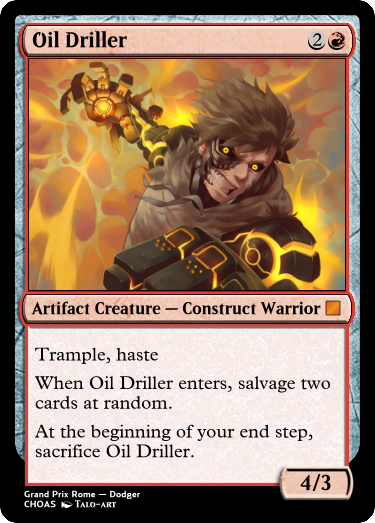 Oil Driller 2
Artifact Creature — Construct Warrior
Trample, haste
When Oil Driller enters, salvage two
cards at random.
At the beginning of your end step,
sacrifice Oil Driller.
4/3
Grand Prix Rome — Dodger
CHOAS Talo-art